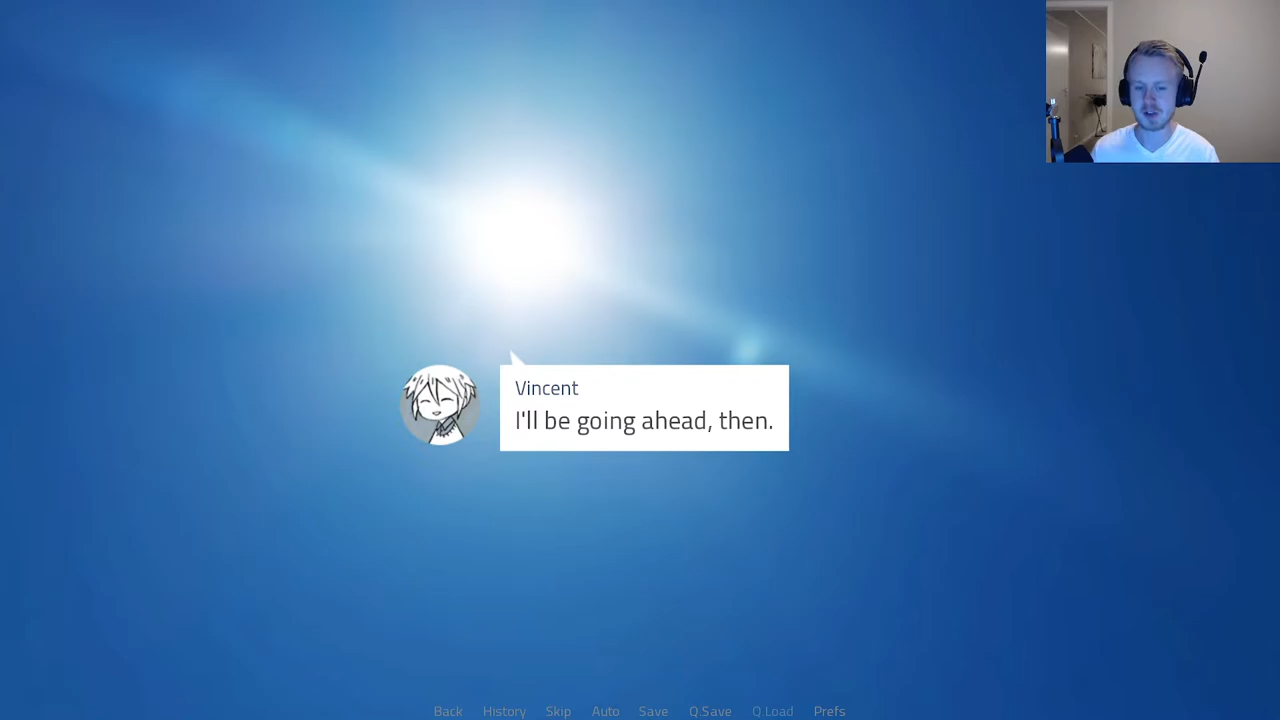 Vincent
I'll be going ahead, then.
Back History Skip Auto Save Q.Save Q.Load Prefs